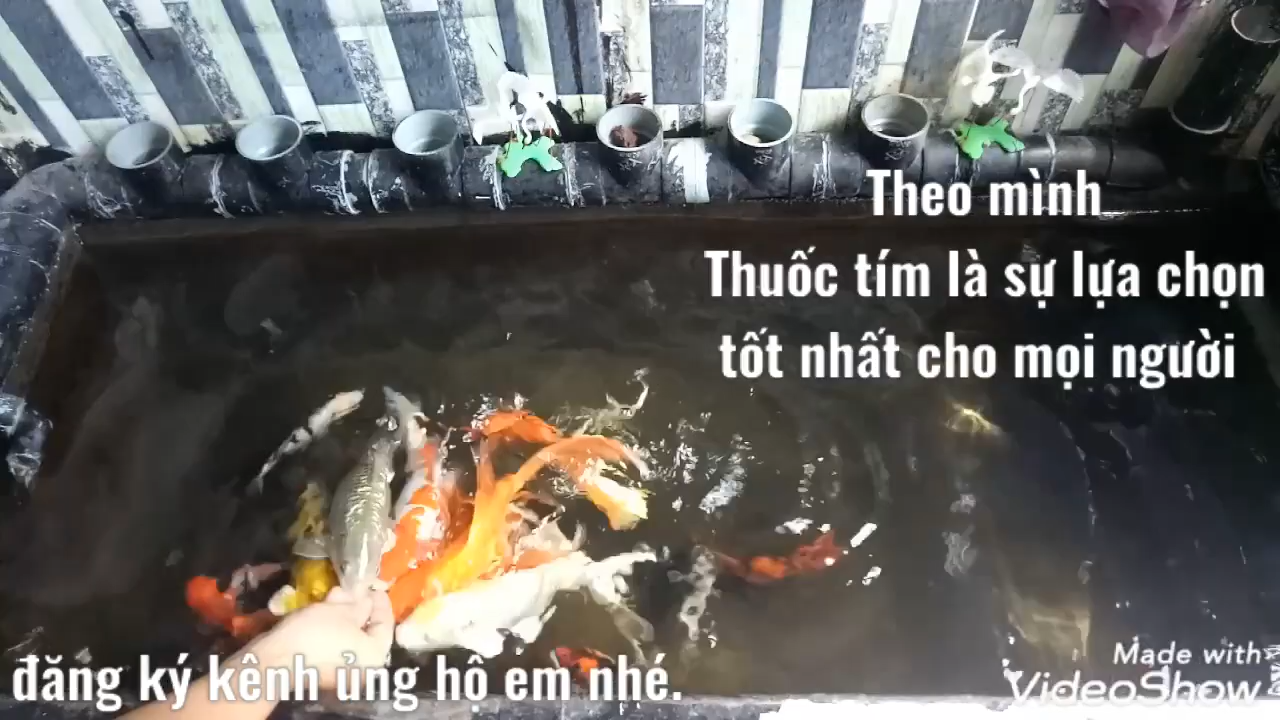 Theo mình
Thuốc tím là sự lựa chọn
tốt nhất cho mọi người
đăng ký kênh ủng hộ em nhé.
Made with
VideoShow